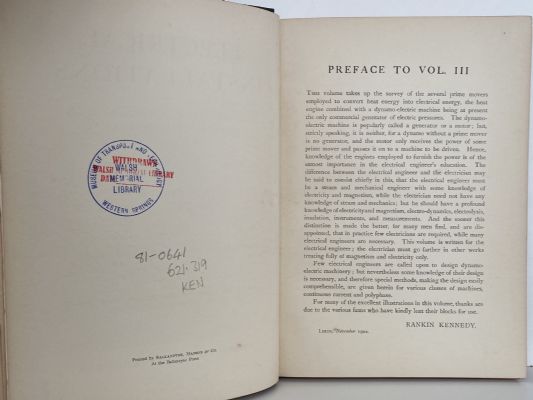 MUSEUM OF TRANSPORT AND
WITHDRAWN
WALSH
MEMORIAL
LIBRARY
WESTERN SPRINGS
81-0641
621.319
KEN
Printed by BALLANTYNE, HANSON & CO.
At the Ballantyne Press
PREFACE TO VOL. III
THIS volume takes up the survey of the several prime movers
employed to convert heat energy into electrical energy, the heat
engine combined with a dynamo-electric machine being at present
the only commercial generator of electric pressures. The dynamo-
electric machine is popularly called a generator or a motor; but,
strictly speaking, it is neither, for a dynamo without a prime mover
is no generator, and the motor only receives the power of some
prime mover and passes it on to a machine to be driven. Hence,
knowledge of the engines employed to furnish the power is of the
utmost importance in the electrical engineer's education. The
difference between the electrical engineer and the electrician may
be said to consist chiefly in this, that the electrical engineer must
be a steam and mechanical engineer with some knowledge of
electricity and magnetism, while the electrician need not have any
knowledge of steam and mechanics; but he should have a profound
knowledge of electricity and magnetism, electro-dynamics, electrolysis,
insulation, instruments, and measurements. And the sooner this
distinction is made the better, for many men find, and are dis-
appointed, that in practice few electricians are required, while many
electrical engineers are necessary. This volume is written for the
electrical engineer; the electrician must go further in other works
treating fully of magnetism and electricity only.
Few electrical engineers are called upon to design dynamo-
electric machinery; but nevertheless some knowledge of their design
is necessary, and therefore special methods, making the design easily
comprehensible, are given herein for various classes of machines,
continuous current and polyphase.
For many of the excellent illustrations in this volume, thanks are
due to the various firms who have kindly lent their blocks for use.
RANKIN KENNEDY.
LEEDS, November 1902.